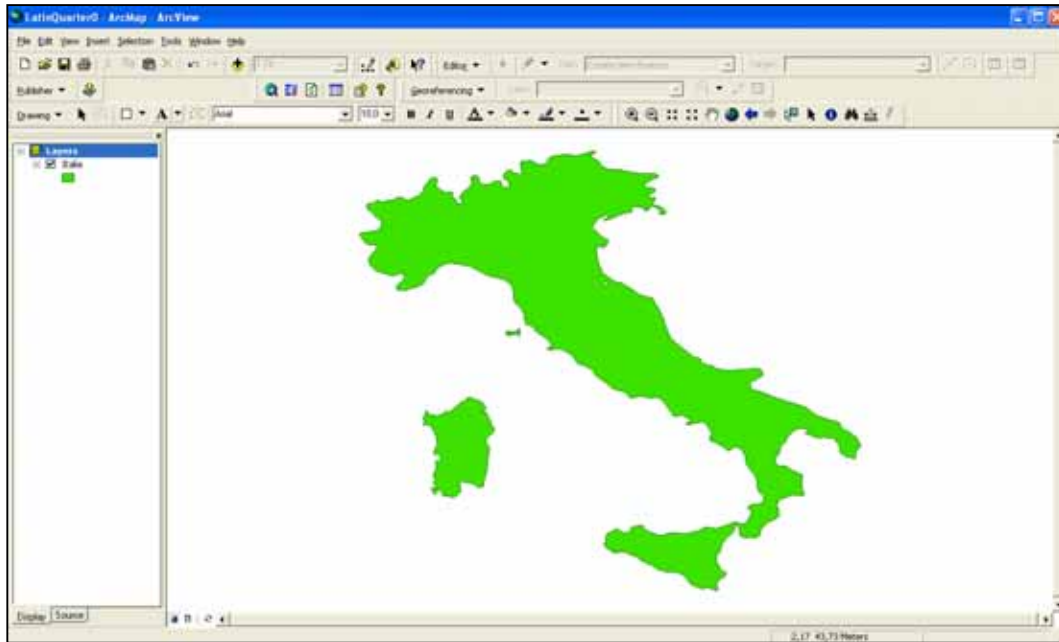 LatinQuarter0 - ArcMap - ArcView
File Edit View Insert Selection Tools Window Help
Editor
Publisher Georeferencing
Drawing A Arial 10,0 B I U A
Layers
Italia
Display Source
2,17 43,73 Meters